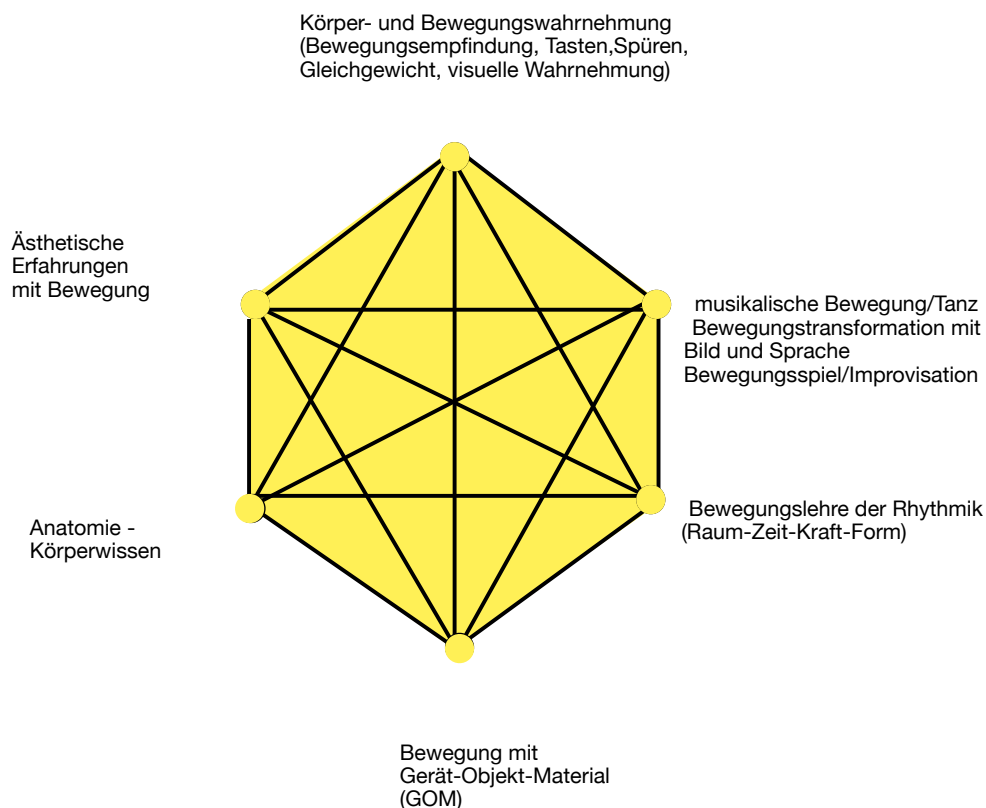 Körper- und Bewegungswahrnehmung
(Bewegungsempfindung, Tasten,Spüren,
Gleichgewicht, visuelle Wahrnehmung)
Ästhetische
Erfahrungen
mit Bewegung
musikalische Bewegung/Tanz
Bewegungstransformation mit
Bild und Sprache
Bewegungsspiel/Improvisation
Anatomie -
Körperwissen
Bewegungslehre der Rhythmik
(Raum-Zeit-Kraft-Form)
Bewegung mit
Gerät-Objekt-Material
(GOM)